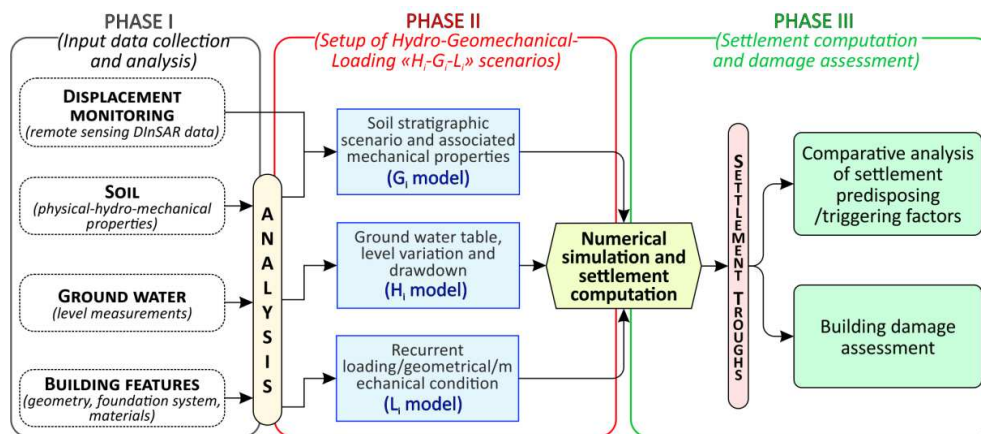 PHASE I
(Input data collection
and analysis)
DISPLACEMENT
MONITORING
(remote sensing DInSAR data)
SOIL
(physical-hydro-mechanical
properties)
GROUND WATER
(level measurements)
BUILDING FEATURES
(geometry, foundation system,
materials)
ANALYSIS
PHASE II
(Setup of Hydro-Geomechanical-
Loading «Hi-Gi-Li» scenarios)
Soil stratigraphic
scenario and associated
mechanical properties
(Gi model)
Ground water table,
level variation and
drawdown
(Hi model)
Recurrent
loading/geometrical/m
echanical condition
(Li model)
Numerical
simulation and
settlement
computation
PHASE III
(Settlement computation
and damage assessment)
SETTLEMENT TROUGHS
Comparative analysis
of settlement
predisposing
/triggering factors
Building damage
assessment